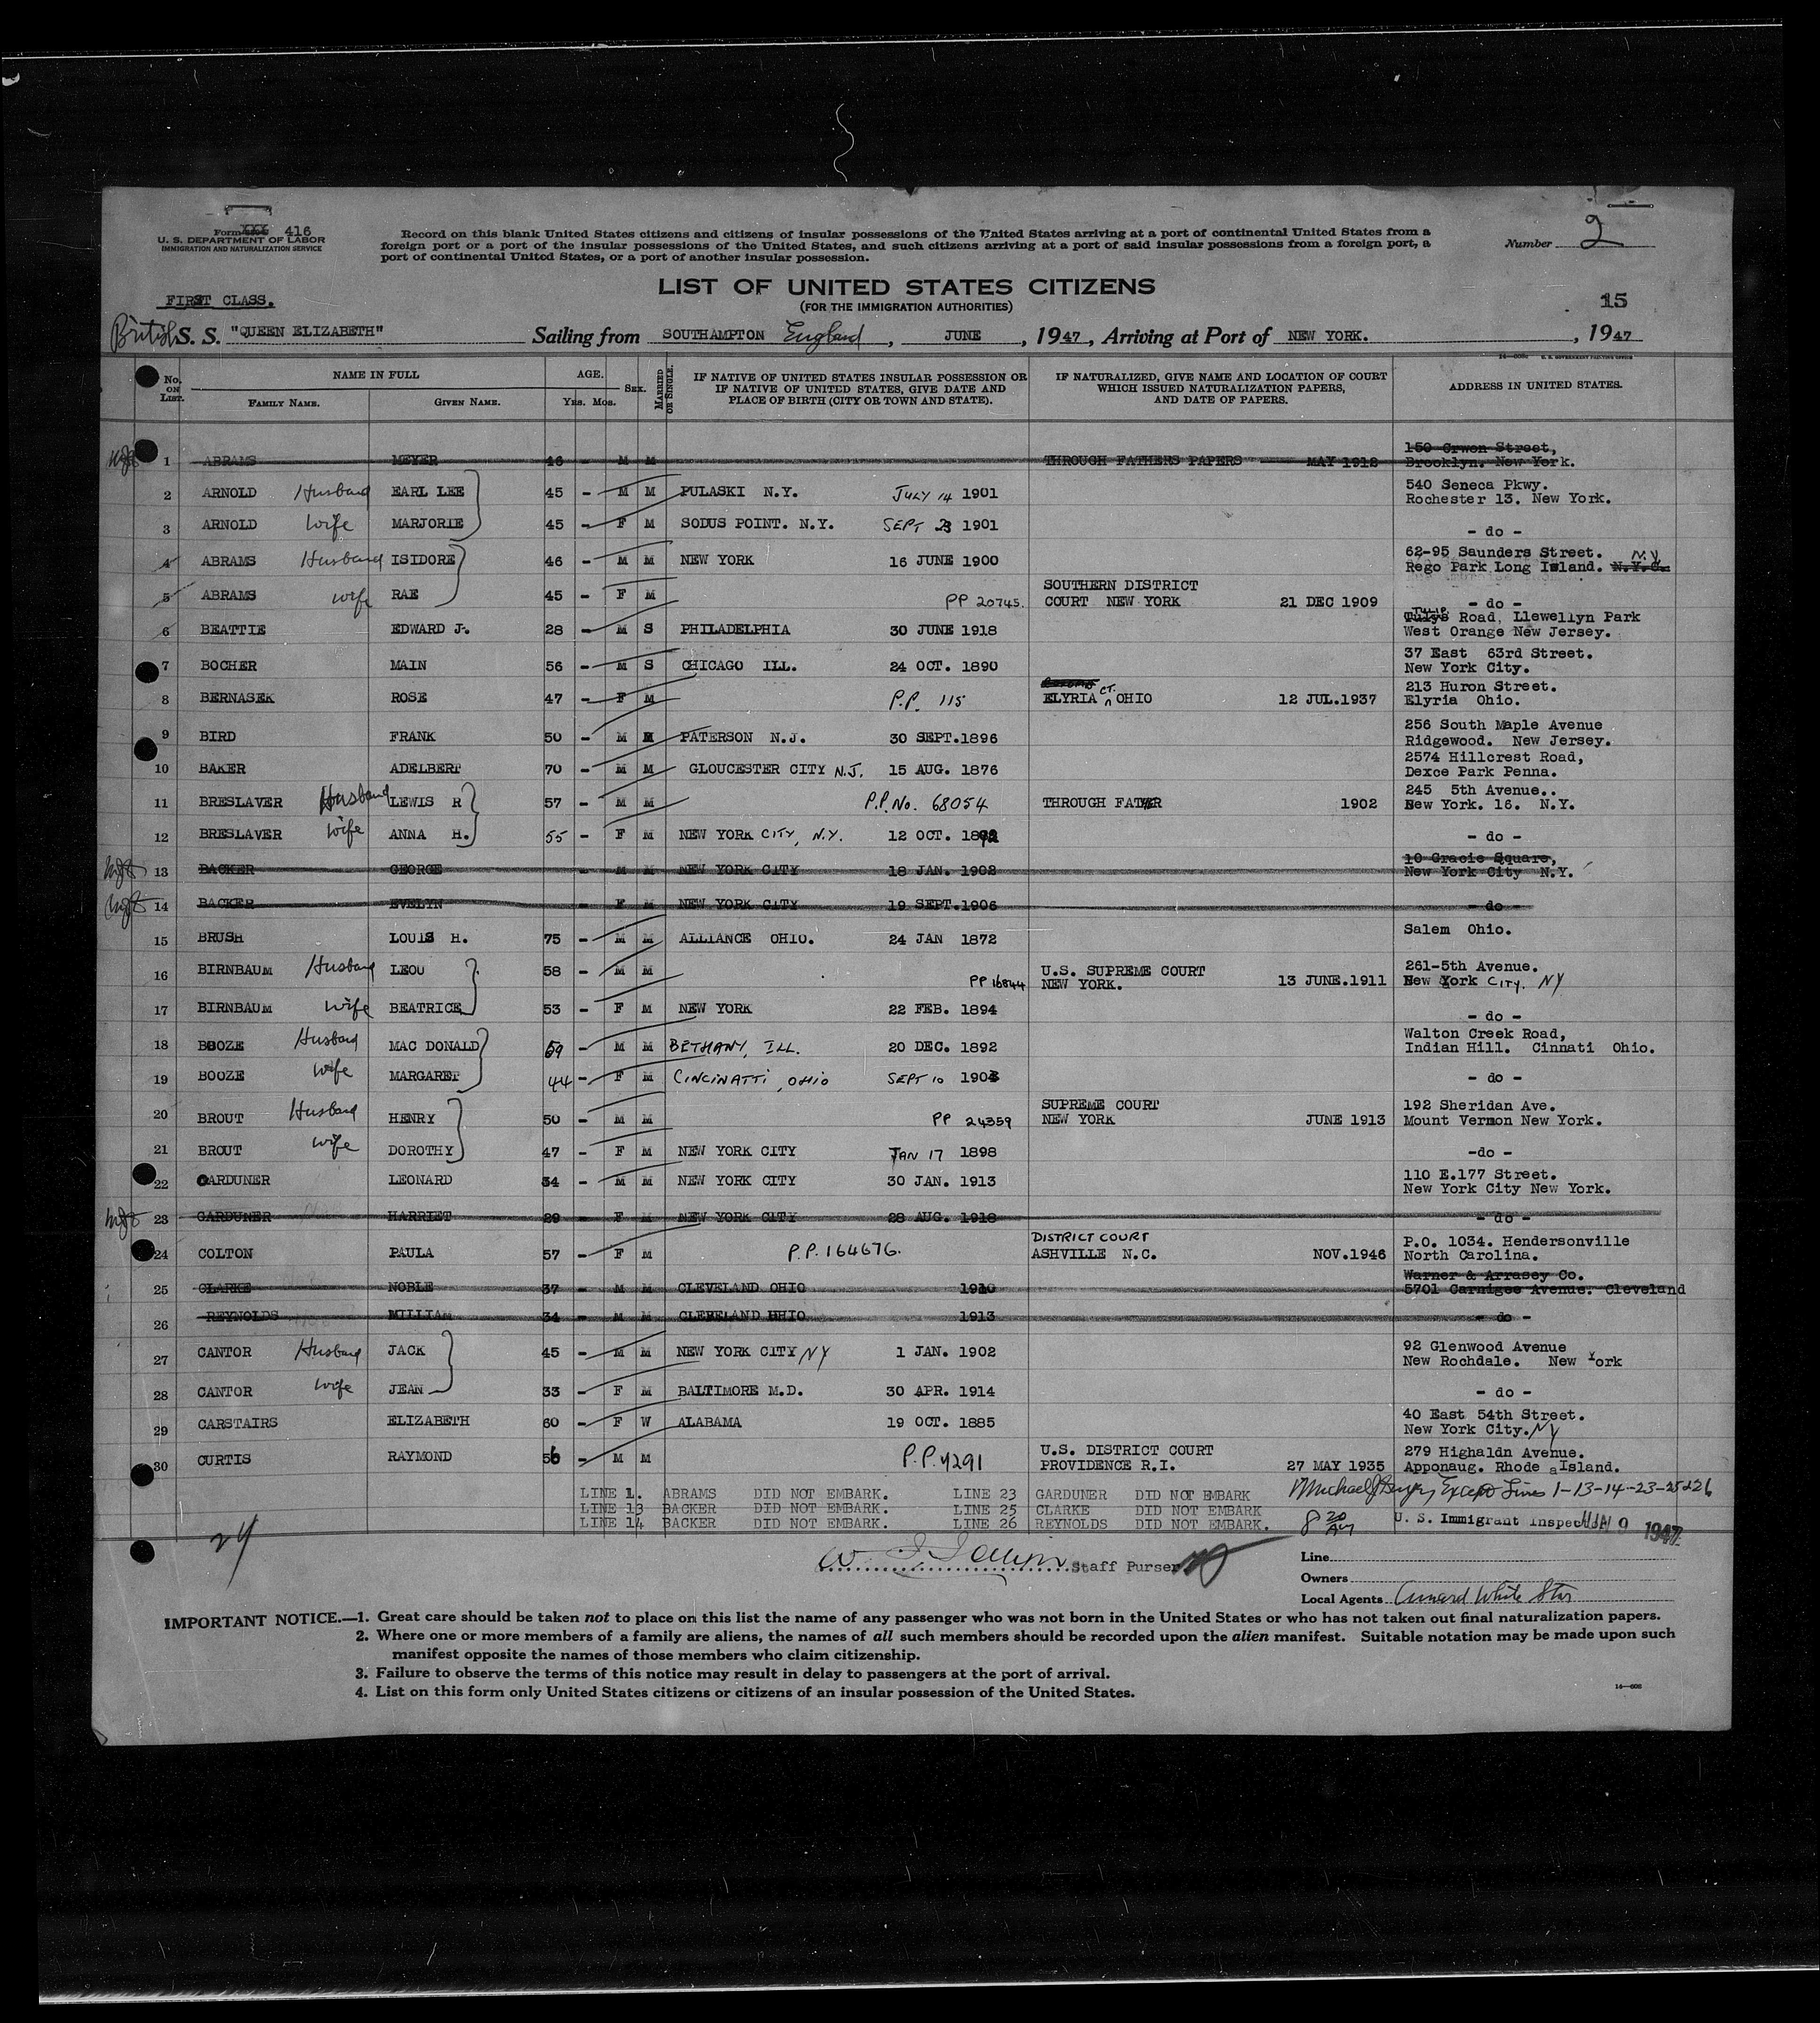 Form 416
U. S. DEPARTMENT OF LABOR
IMMIGRATION AND NATURALIZATION SERVICE
Record on this blank United States citizens and citizens of insular possessions of the United States arriving at a port of continental United States from a
foreign port or a port of the insular possessions of the United States, and such citizens arriving at a port of said insular possessions from a foreign port, a
port of continental United States, or a port of another insular possession.
Number 2
LIST OF UNITED STATES CITIZENS
(FOR THE IMMIGRATION AUTHORITIES)
FIRST CLASS.
15
British S. S. "QUEEN ELIZABETH" Sailing from SOUTHAMPTON England, JUNE, 1947, Arriving at Port of NEW YORK., 1947
No. ON LIST. NAME IN FULL FAMILY NAME. GIVEN NAME. AGE. YRS. MOS. SEX. MARRIED OR SINGLE. IF NATIVE OF UNITED STATES INSULAR POSSESSION OR IF NATIVE OF UNITED STATES, GIVE DATE AND PLACE OF BIRTH (CITY OR TOWN AND STATE). IF NATURALIZED, GIVE NAME AND LOCATION OF COURT WHICH ISSUED NATURALIZATION PAPERS, AND DATE OF PAPERS. ADDRESS IN UNITED STATES.
1 ABRAMS MEYER 46 - M M THROUGH FATHERS PAPERS MAY 1912 150 Crwon Street, Brooklyn. New York.
2 ARNOLD Husband EARL LEE 45 - M M PULASKI N.Y. JULY 14 1901 540 Seneca Pkwy. Rochester 13. New York.
3 ARNOLD wife MARJORIE 45 - F M SODUS POINT. N.Y. SEPT 23 1901 - do -
4 ABRAMS Husband ISIDORE 46 - M M NEW YORK 16 JUNE 1900 62-95 Saunders Street. Rego Park Long Island. N.Y.C. N.Y
5 ABRAMS wife RAE 45 - F M PP 20745. SOUTHERN DISTRICT COURT NEW YORK 21 DEC 1909 - do -
6 BEATTIE EDWARD J. 28 - M S PHILADELPHIA 30 JUNE 1918 Tulys TULIP Road, Llewellyn Park West Orange New Jersey.
7 BOCHER MAIN 56 - M S CHICAGO ILL. 24 OCT. 1890 37 East 63rd Street. New York City.
8 BERNASEK ROSE 47 - F M P.P. 115 ELYRIA CT. OHIO 12 JUL.1937 213 Huron Street. Elyria Ohio.
9 BIRD FRANK 50 - M M PATERSON N.J. 30 SEPT.1896 256 South Maple Avenue Ridgewood. New Jersey.
10 BAKER ADELBERT 70 - M M GLOUCESTER CITY N.J. 15 AUG. 1876 2574 Hillcrest Road, Dexce Park Penna.
11 BRESLAVER Husband LEWIS R 57 - M M P.P. No. 68054 THROUGH FATHER 1902 245 5th Avenue.. New York. 16. N.Y.
12 BRESLAVER wife ANNA H. 55 - F M NEW YORK CITY, N.Y. 12 OCT. - do -
13 BACKER GEORGE - M M NEW YORK CITY 18 JAN. 1902 10 Gracie Square, New York City N.Y.
14 BACKER EVELYN F M NEW YORK CITY 19 SEPT.1906 - do -
15 BRUSH LOUIS H. 75 - M M ALLIANCE OHIO. 24 JAN 1872 Salem Ohio.
16 BIRNBAUM Husband LEOU 58 - M M PP 16844 U.S. SUPREME COURT NEW YORK. 13 JUNE.1911 261-5th Avenue. New York CITY. NY
17 BIRNBAUM wife BEATRICE 53 - F M NEW YORK 22 FEB. 1894 - do -
18 BOOZE Husband MAC DONALD 59 - M M BETHANY, ILL. 20 DEC. 1892 Walton Creek Road, Indian Hill. Cinnati Ohio.
19 BOOZE wife MARGARET 44 - F M CINCINATTI, OHIO SEPT 10 1903 - do -
20 BROUT Husband HENRY 50 - M M PP 24359 SUPREME COURT NEW YORK JUNE 1913 192 Sheridan Ave. Mount Vermon New York.
21 BROUT wife DOROTHY 47 - F M NEW YORK CITY JAN 17 1898 -do -
22 GARDUNER LEONARD 34 - M M NEW YORK CITY 30 JAN. 1913 110 E.177 Street. New York City New York.
23 GARDUNER HARRIET 29 - F M NEW YORK CITY 28 AUG. 1918 - do -
24 COLTON PAULA 57 - F M P.P. 164676. DISTRICT COURT ASHVILLE N.C. NOV.1946 P.O. 1034. Hendersonville North Carolina.
25 CLARKE NOBLE 37 - M M CLEVELAND OHIO 1910 Warner & Arrasey Co. 5701 Carnigee Avenue. Cleveland
26 REYNOLDS WILLIAM 34 - M M CLEVELAND OHIO 1913 - do -
27 CANTOR Husband JACK 45 - M M NEW YORK CITY NY 1 JAN. 1902 92 Glenwood Avenue New Rochdale. New York
28 CANTOR wife JEAN 33 - F M BALTIMORE M.D. 30 APR. 1914 - do -
29 CARSTAIRS ELIZABETH 60 - F W ALABAMA 19 OCT. 1885 40 East 54th Street. New York City. NY
30 CURTIS RAYMOND 56 - M M P.P. 4291 U.S. DISTRICT COURT PROVIDENCE R.I. 27 MAY 1935 279 Highaldn Avenue. Apponaug. Rhode Island.
LINE 1. ABRAMS DID NOT EMBARK. LINE 23 GARDUNER DID NOT EMBARK
LINE 13 BACKER DID NOT EMBARK. LINE 25 CLARKE DID NOT EMBARK
LINE 14 BACKER DID NOT EMBARK. LINE 26 REYNOLDS DID NOT EMBARK.
Except Lines 1-13-14-23-25&26
U. S. Immigrant Inspector 9 1947
24
Staff Purser
Line
Owners
Local Agents Cunard White Star
IMPORTANT NOTICE.—1. Great care should be taken not to place on this list the name of any passenger who was not born in the United States or who has not taken out final naturalization papers.
2. Where one or more members of a family are aliens, the names of all such members should be recorded upon the alien manifest. Suitable notation may be made upon such
manifest opposite the names of those members who claim citizenship.
3. Failure to observe the terms of this notice may result in delay to passengers at the port of arrival.
4. List on this form only United States citizens or citizens of an insular possession of the United States.